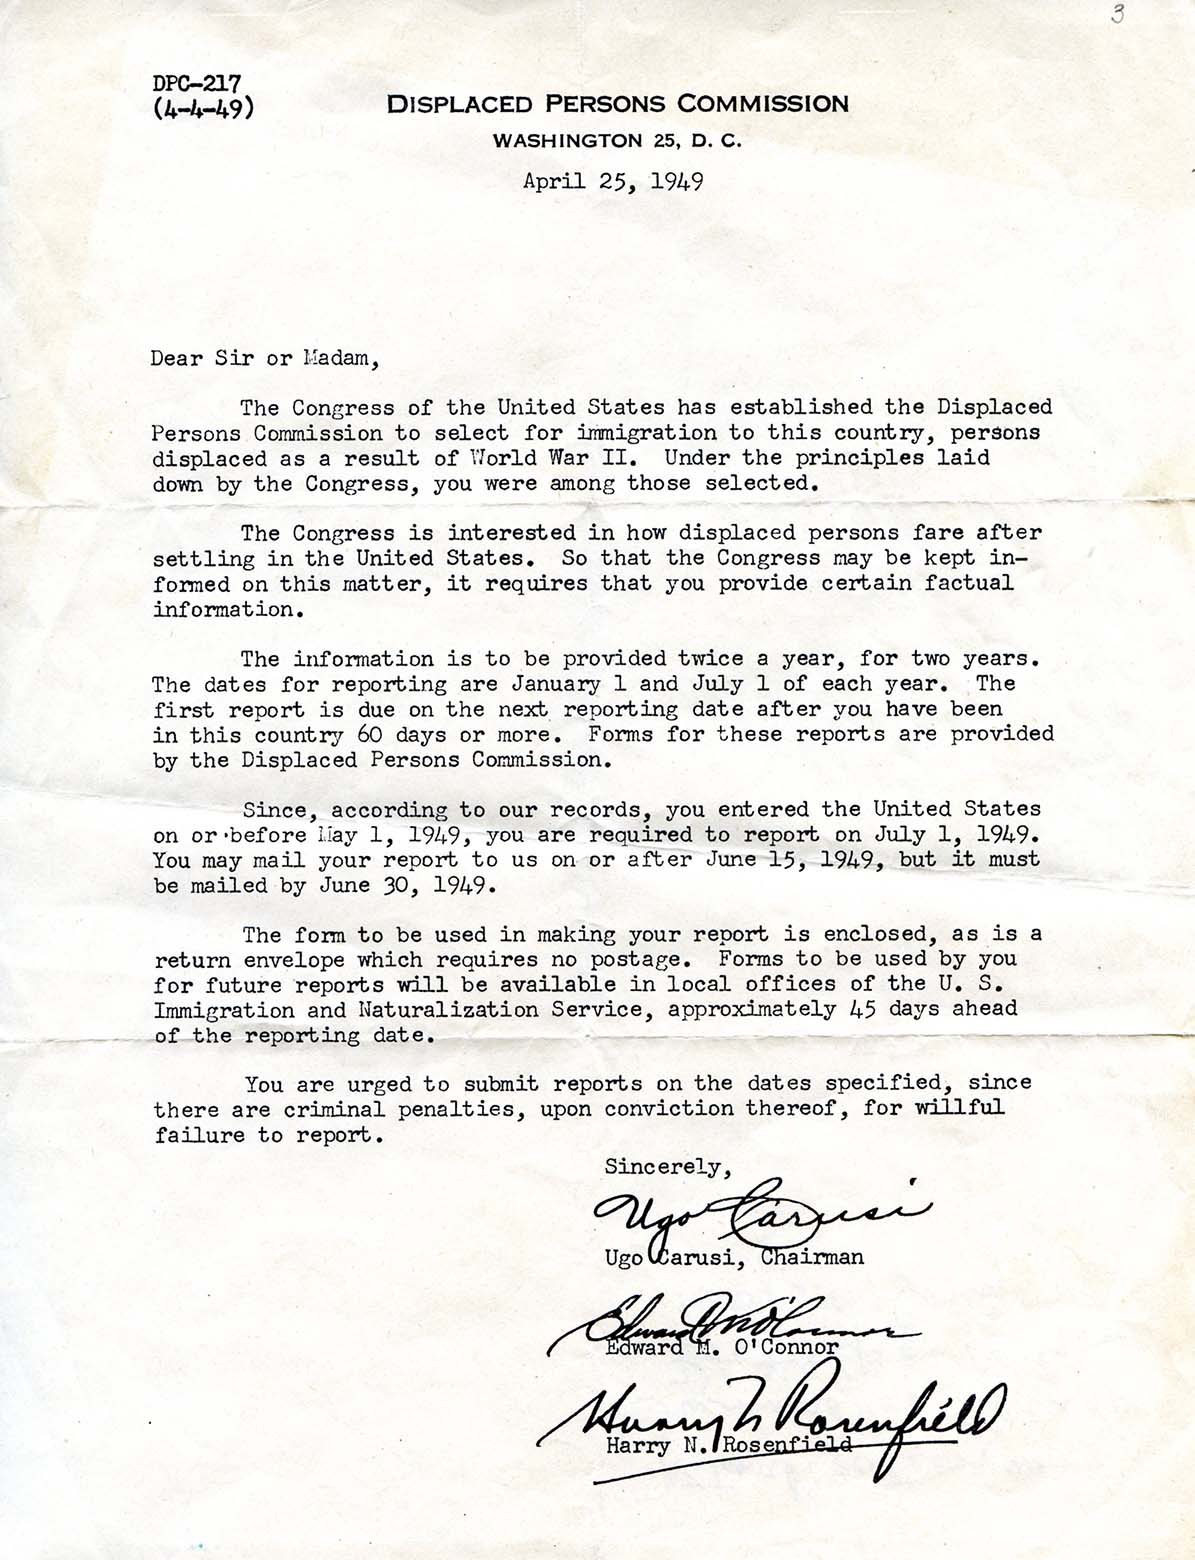 3
DPC-217
(4-4-49)
DISPLACED PERSONS COMMISSION
WASHINGTON 25, D. C.
April 25, 1949
Dear Sir or Madam,
The Congress of the United States has established the Displaced
Persons Commission to select for immigration to this country, persons
displaced as a result of World War II. Under the principles laid
down by the Congress, you were among those selected.
The Congress is interested in how displaced persons fare after
settling in the United States. So that the Congress may be kept in-
formed on this matter, it requires that you provide certain factual
information.
The information is to be provided twice a year, for two years.
The dates for reporting are January 1 and July 1 of each year. The
first report is due on the next reporting date after you have been
in this country 60 days or more. Forms for these reports are provided
by the Displaced Persons Commission.
Since, according to our records, you entered the United States
on or before May 1, 1949, you are required to report on July 1, 1949.
You may mail your report to us on or after June 15, 1949, but it must
be mailed by June 30, 1949.
The form to be used in making your report is enclosed, as is a
return envelope which requires no postage. Forms to be used by you
for future reports will be available in local offices of the U. S.
Immigration and Naturalization Service, approximately 45 days ahead
of the reporting date.
You are urged to submit reports on the dates specified, since
there are criminal penalties, upon conviction thereof, for willful
failure to report.
Sincerely,
Ugo Carusi
Ugo Carusi, Chairman
Edward M O'Connor
Edward M. O'Connor
Harry N Rosenfield
Harry N. Rosenfield